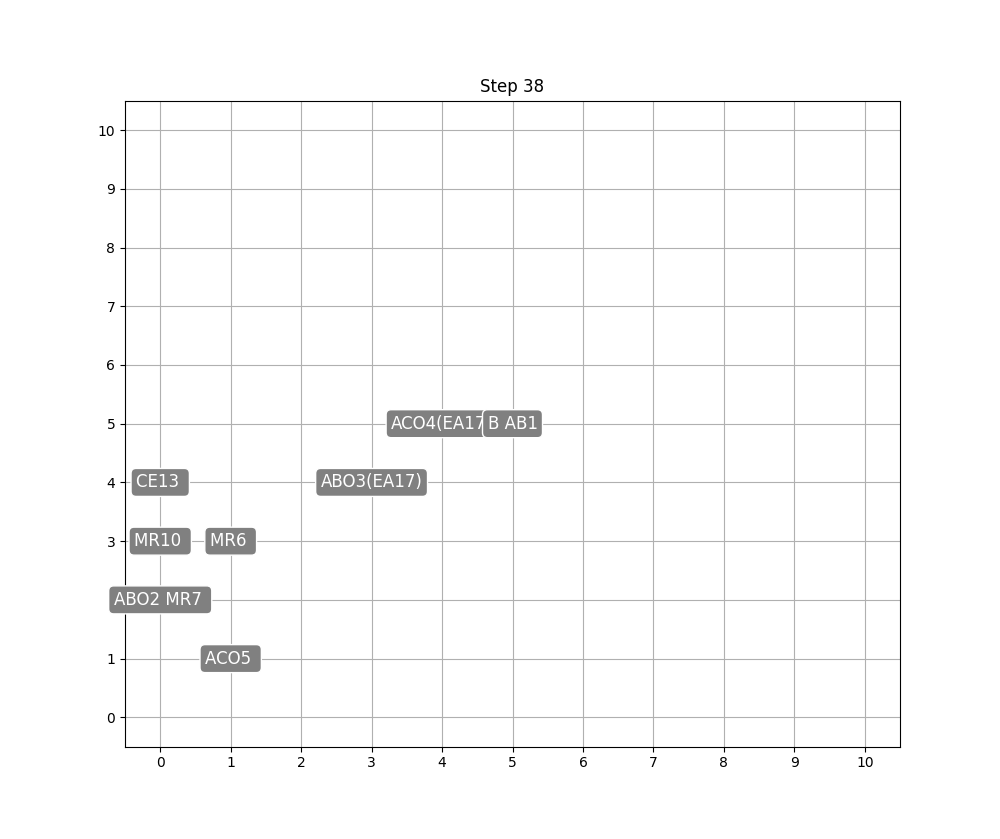 Step 38
10
9
8
7
6
5 ACO4(EA17 B AB1
4 CE13 ABO3(EA17)
3 MR10 MR6
2 ABO2 MR7
1 ACO5
0
0 1 2 3 4 5 6 7 8 9 10